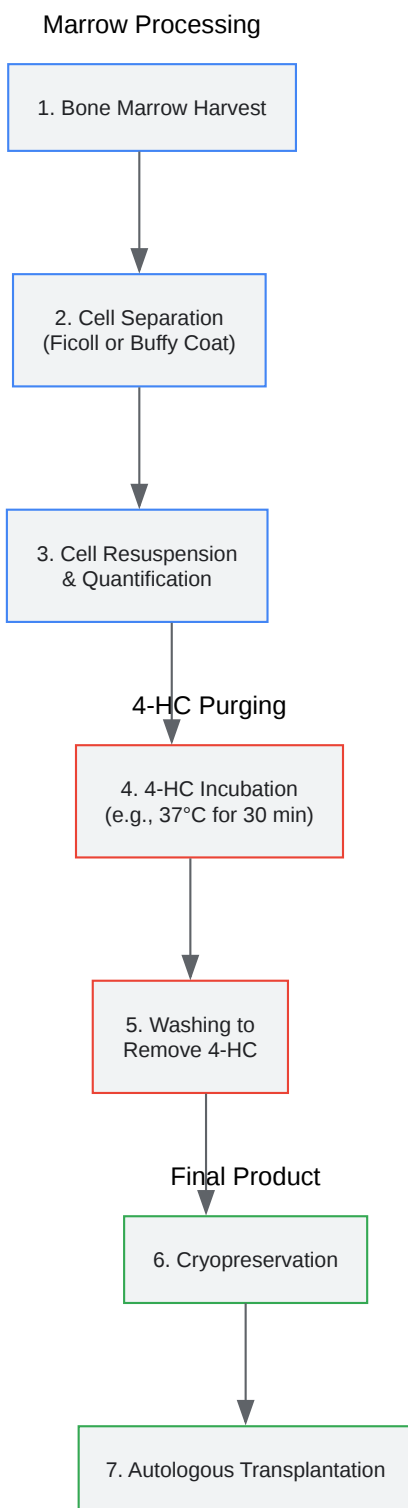 Marrow Processing
1. Bone Marrow Harvest
2. Cell Separation
(Ficoll or Buffy Coat)
3. Cell Resuspension
& Quantification
4-HC Purging
4. 4-HC Incubation
(e.g., 37°C for 30 min)
5. Washing to
Remove 4-HC
Final Product
6. Cryopreservation
7. Autologous Transplantation